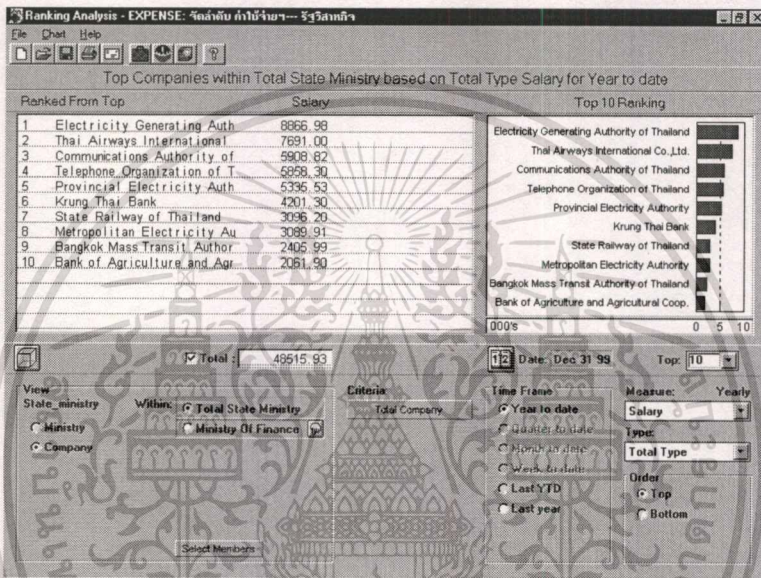 Ranking Analysis - EXPENSE: จัดลำดับ ค่าใช้จ่ายฯ--- รัฐวิสาหกิจ
File Chart Help
Top Companies within Total State Ministry based on Total Type Salary for Year to date
Ranked From Top Salary
1 Electricity Generating Auth 8866.98
2 Thai Airways International 7691.00
3 Communications Authority of 5908.82
4 Telephone Organization of T 5858.30
5 Provincial Electricity Auth 5335.53
6 Krung Thai Bank 4201.30
7 State Railway of Thailand 3096.20
8 Metropolitan Electricity Au 3089.91
9 Bangkok Mass Transit Author 2405.99
10 Bank of Agriculture and Agr 2061.90
Top 10 Ranking
Electricity Generating Authority of Thailand
Thai Airways International Co.,Ltd.
Communications Authority of Thailand
Telephone Organization of Thailand
Provincial Electricity Authority
Krung Thai Bank
State Railway of Thailand
Metropolitan Electricity Authority
Bangkok Mass Transit Authority of Thailand
Bank of Agriculture and Agricultural Coop.
000's 0 5 10
Total : 48515.93
12 Date: Dec 31 99 Top: 10
View
State_ministry
Ministry
Company
Within: Total State Ministry
Ministry Of Finance
Select Members
Criteria:
Total Company
Time Frame
Year to date
Quarter to date
Month to date
Week to date
Last YTD
Last year
Measure: Yearly
Salary
Type:
Total Type
Order
Top
Bottom